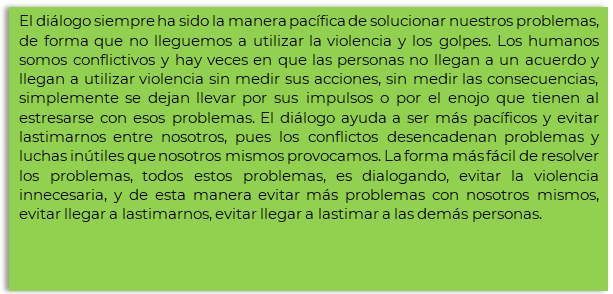 El diálogo siempre ha sido la manera pacífica de solucionar nuestros problemas,
de forma que no lleguemos a utilizar la violencia y los golpes. Los humanos
somos conflictivos y hay veces en que las personas no llegan a un acuerdo y
llegan a utilizar violencia sin medir sus acciones, sin medir las consecuencias,
simplemente se dejan llevar por sus impulsos o por el enojo que tienen al
estresarse con esos problemas. El diálogo ayuda a ser más pacíficos y evitar
lastimarnos entre nosotros, pues los conflictos desencadenan problemas y
luchas inútiles que nosotros mismos provocamos. La forma más fácil de resolver
los problemas, todos estos problemas, es dialogando, evitar la violencia
innecesaria, y de esta manera evitar más problemas con nosotros mismos,
evitar llegar a lastimarnos, evitar llegar a lastimar a las demás personas.